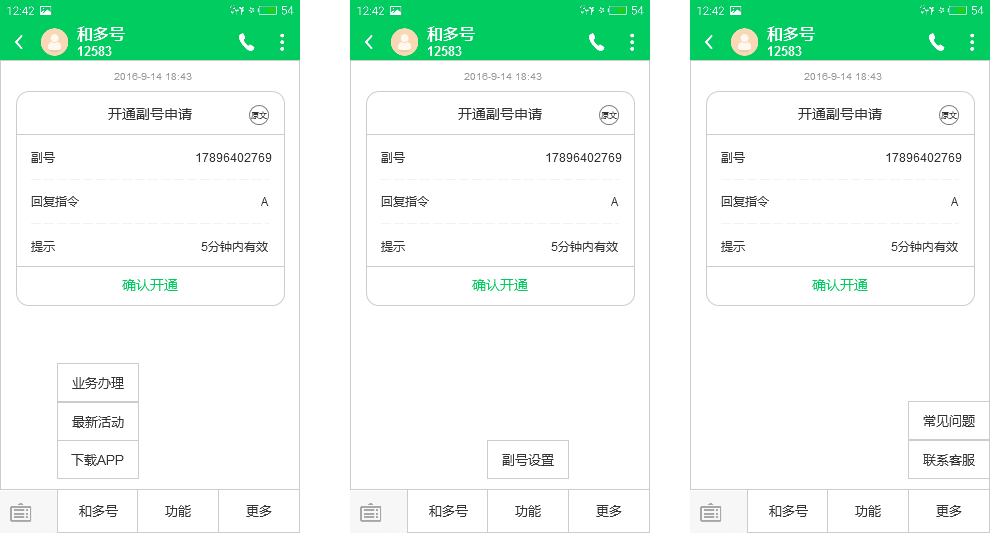 12:42 54
和多号
12583
2016-9-14 18:43
开通副号申请 原文
副号 17896402769
回复指令 A
提示 5分钟内有效
确认开通
业务办理
最新活动
下载APP
和多号 功能 更多
12:42 54
和多号
12583
2016-9-14 18:43
开通副号申请 原文
副号 17896402769
回复指令 A
提示 5分钟内有效
确认开通
副号设置
和多号 功能 更多
12:42 54
和多号
12583
2016-9-14 18:43
开通副号申请 原文
副号 17896402769
回复指令 A
提示 5分钟内有效
确认开通
常见问题
联系客服
和多号 功能 更多